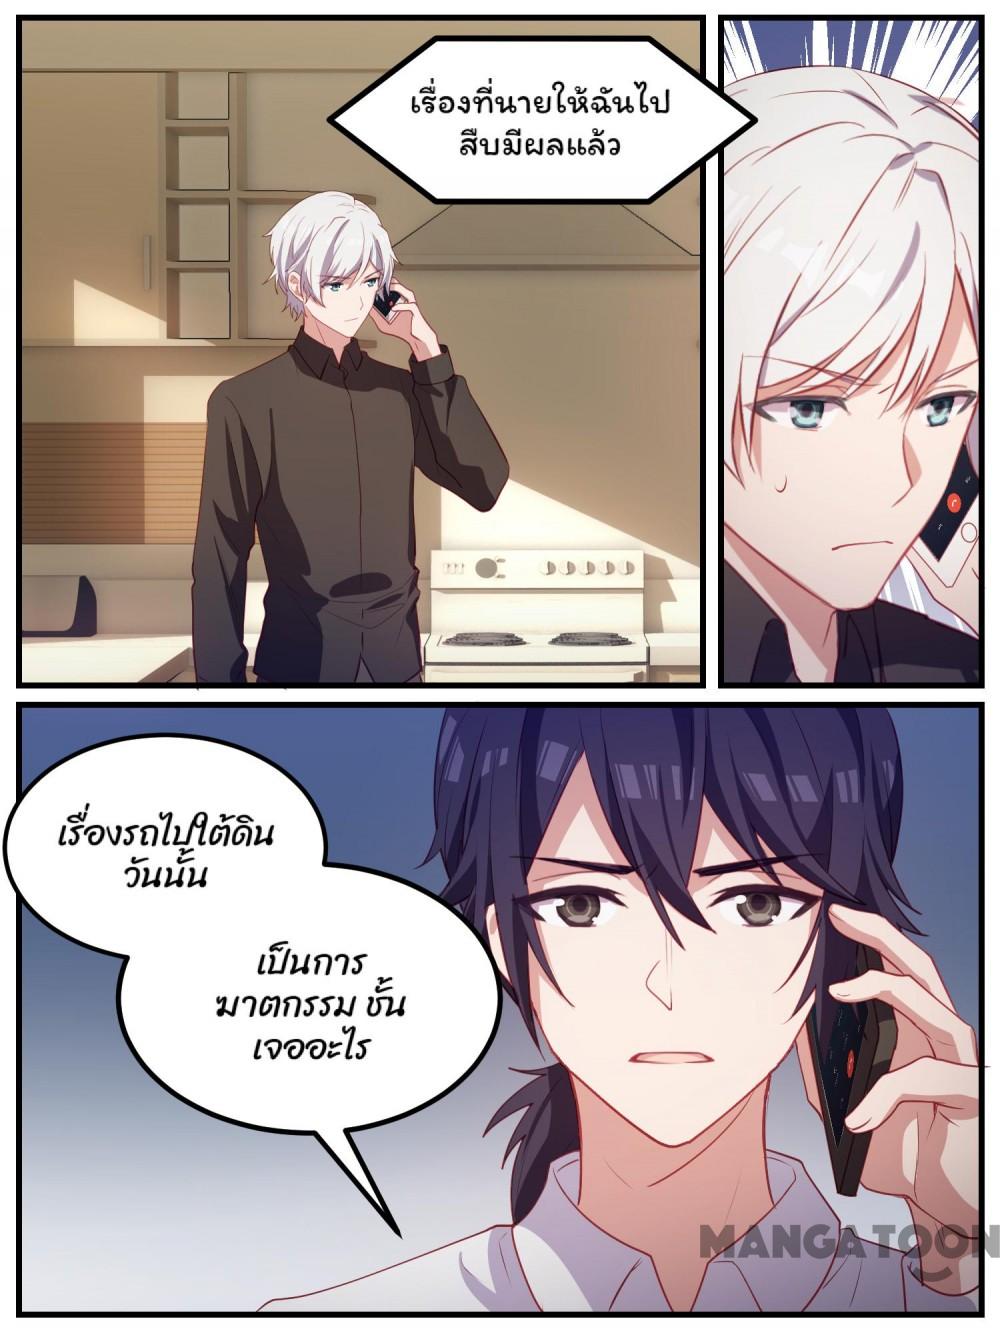 เรื่องที่นายให้ฉันไป
สืบมีผลแล้ว
เรื่องรถไปใต้ดิน
วันนั้น
เป็นการ
ฆาตกรรม ชั้น
เจออะไร
MANGATOON